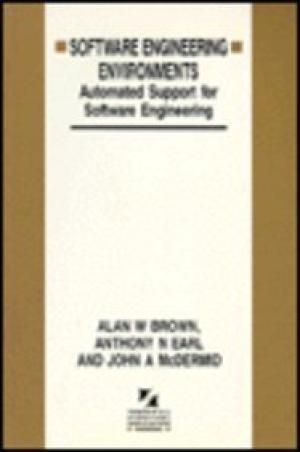 SOFTWARE ENGINEERING
ENVIRONMENTS
Automated Support for
Software Engineering
ALAN W BROWN,
ANTHONY N EARL
AND JOHN A McDERMID